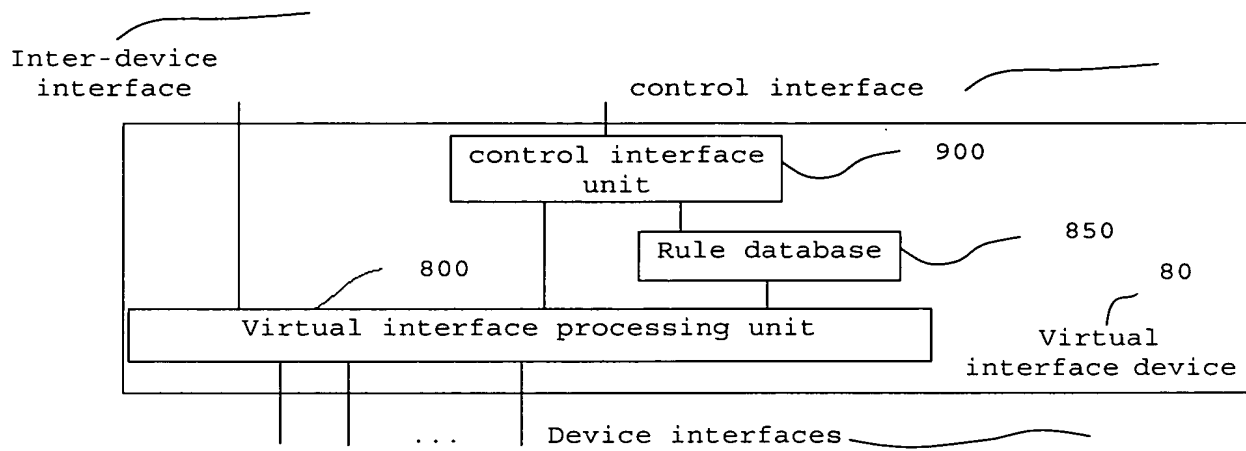 Inter-device
interface
control interface
control interface
unit
900
Rule database
850
800
80
Virtual interface processing unit
Virtual
interface device
... Device interfaces